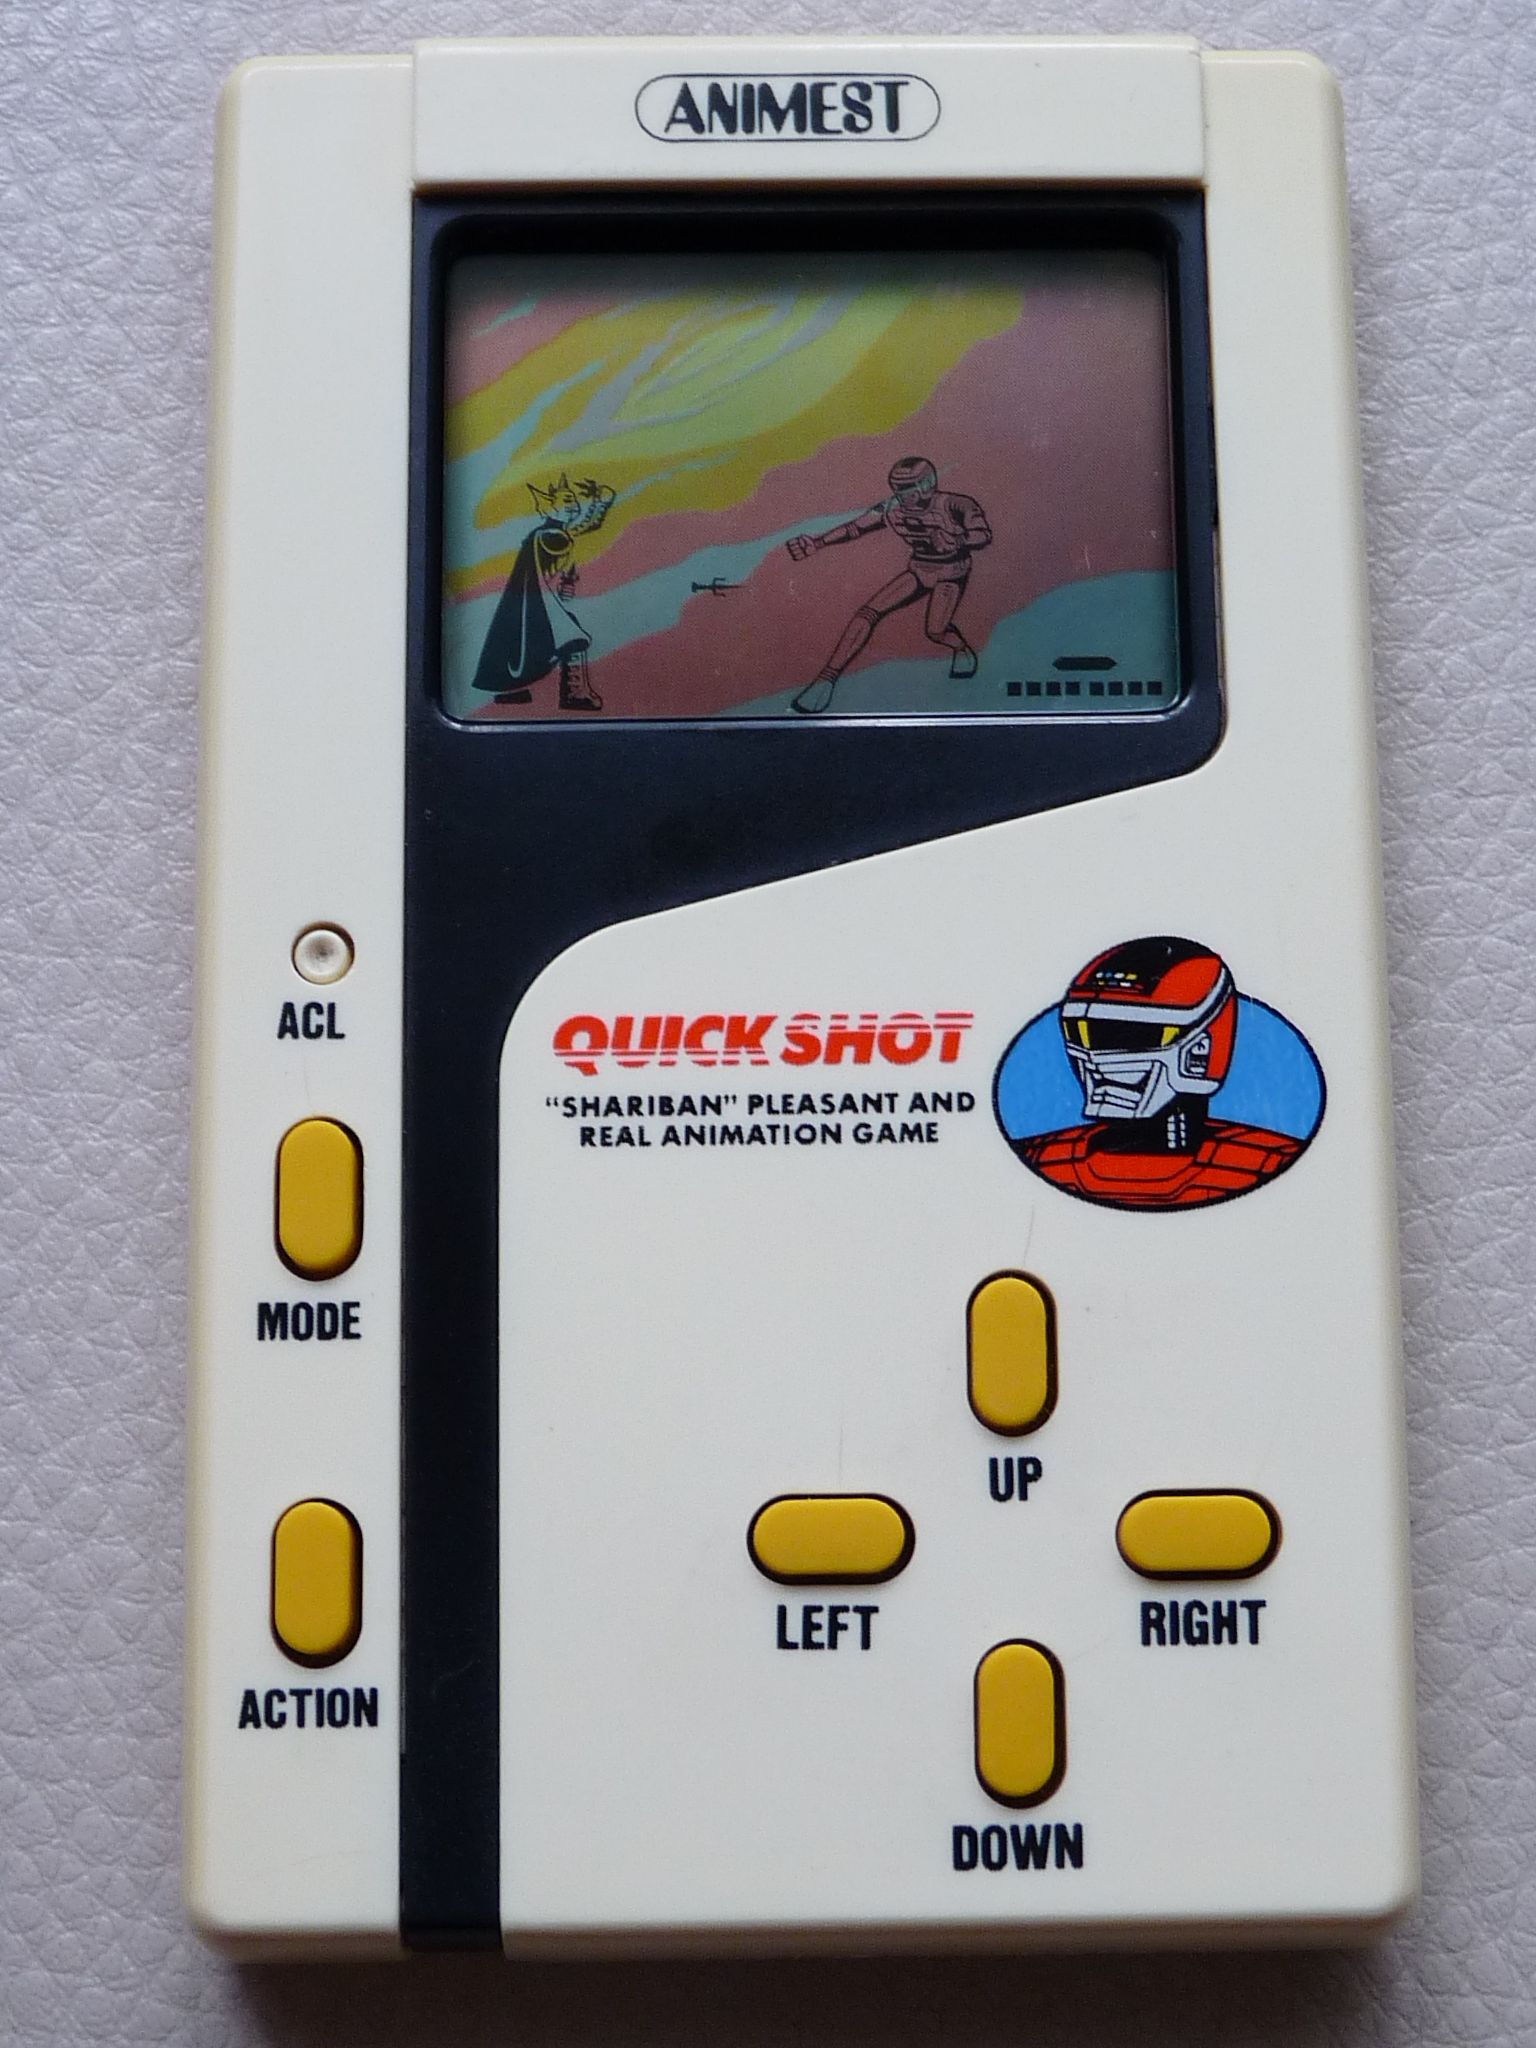 ANIMEST
ACL
QUICK SHOT
“SHARIBAN” PLEASANT AND
REAL ANIMATION GAME
MODE
UP
LEFT
RIGHT
ACTION
DOWN